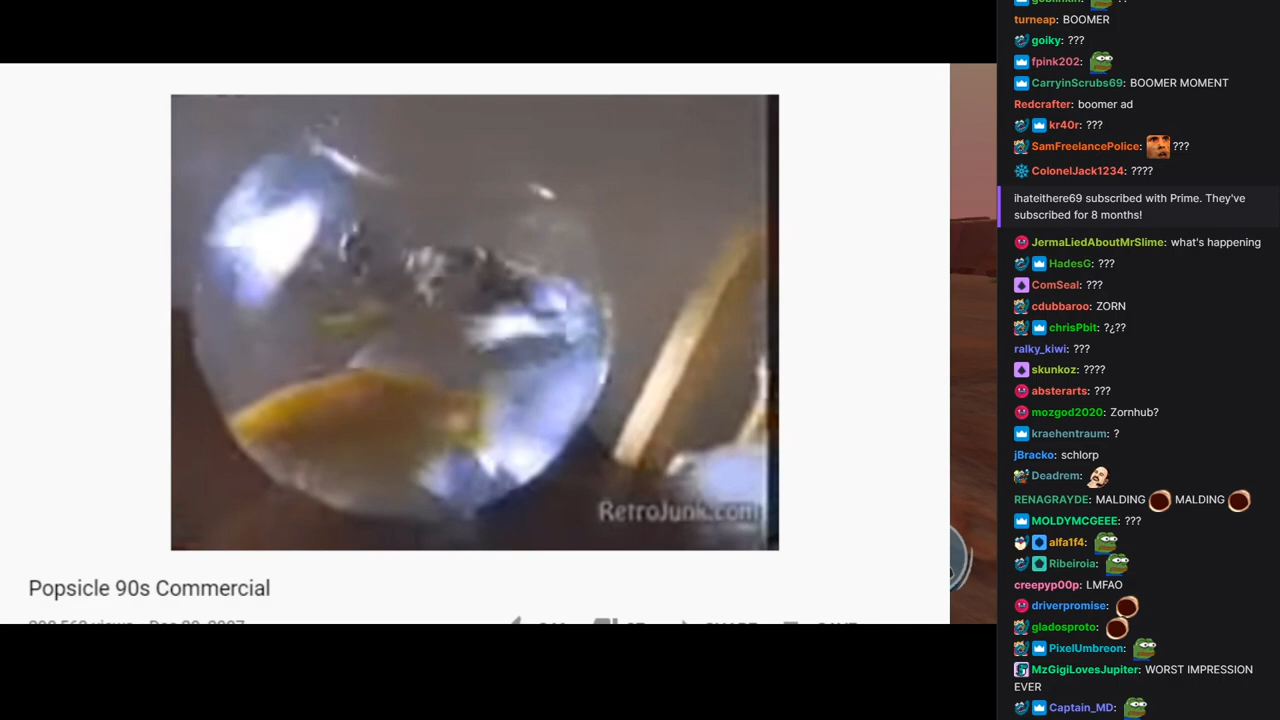 RetroJunk.com
Popsicle 90s Commercial
turneap: BOOMER
goiky: ???
fpink202:
CarryinScrubs69: BOOMER MOMENT
Redcrafter: boomer ad
kr40r: ???
SamFreelancePolice: ???
ColonelJack1234: ????
ihateithere69 subscribed with Prime. They've
subscribed for 8 months!
JermaLiedAboutMrSlime: what's happening
HadesG: ???
ComSeal: ???
cdubbaroo: ZORN
chrisPbit: ?¿??
ralky_kiwi: ???
skunkoz: ????
absterarts: ???
mozgod2020: Zornhub?
kraehentraum: ?
jBracko: schlorp
Deadrem:
RENAGRAYDE: MALDING MALDING
MOLDYMCGEEE: ???
alfa1f4:
Ribeiroia:
creepyp00p: LMFAO
driverpromise:
gladosproto:
PixelUmbreon:
MzGigiLovesJupiter: WORST IMPRESSION
EVER
Captain_MD: